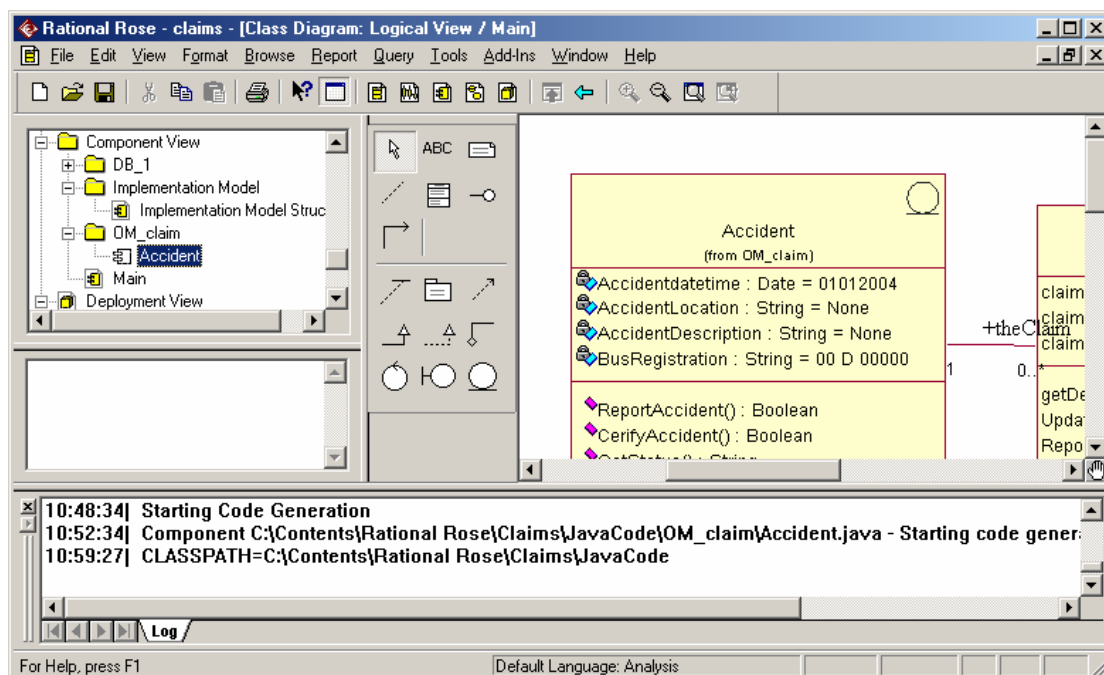 Rational Rose - claims - [Class Diagram: Logical View / Main]
File Edit View Format Browse Report Query Tools Add-Ins Window Help
Component View
DB_1
Implementation Model
Implementation Model Struc
OM_claim
Accident
Main
Deployment View
ABC
Accident
(from OM_claim)
Accidentdatetime : Date = 01012004
AccidentLocation : String = None
AccidentDescription : String = None
BusRegistration : String = 00 D 00000
ReportAccident() : Boolean
CerifyAccident() : Boolean
GetStatus() : String
+theClaim
1 0..*
claim
claim
claim
getDe
Upda
Repo
10:48:34| Starting Code Generation
10:52:34| Component C:\Contents\Rational Rose\Claims\JavaCode\OM_claim\Accident.java - Starting code gener
10:59:27| CLASSPATH=C:\Contents\Rational Rose\Claims\JavaCode
Log
For Help, press F1
Default Language: Analysis